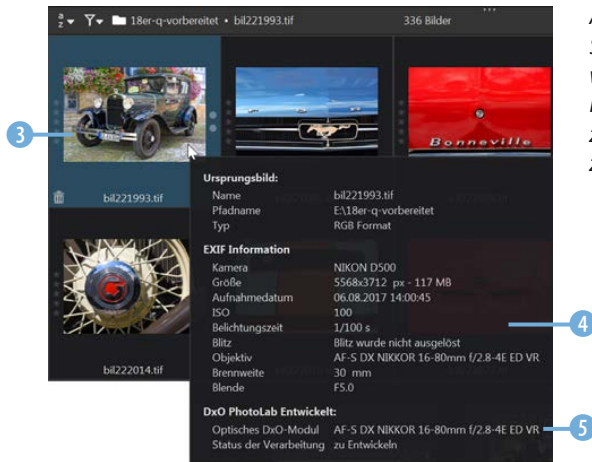 a z 18er-q-vorbereitet • bil221993.tif 336 Bilder
3
Bonneville
bil221993.tif
bil222014.tif
Ursprungsbild:
Name bil221993.tif
Pfadname E:\18er-q-vorbereitet
Typ RGB Format
EXIF Information
Kamera NIKON D500
Größe 5568x3712 px - 117 MB
Aufnahmedatum 06.08.2017 14:00:45
ISO 100
Belichtungszeit 1/100 s
Blitz Blitz wurde nicht ausgelöst
Objektiv AF-S DX NIKKOR 16-80mm f/2.8-4E ED VR
Brennweite 30 mm
Blende F5.0
4
DxO PhotoLab Entwickelt:
Optisches DxO-Modul AF-S DX NIKKOR 16-80mm f/2.8-4E ED VR
5
Status der Verarbeitung zu Entwickeln